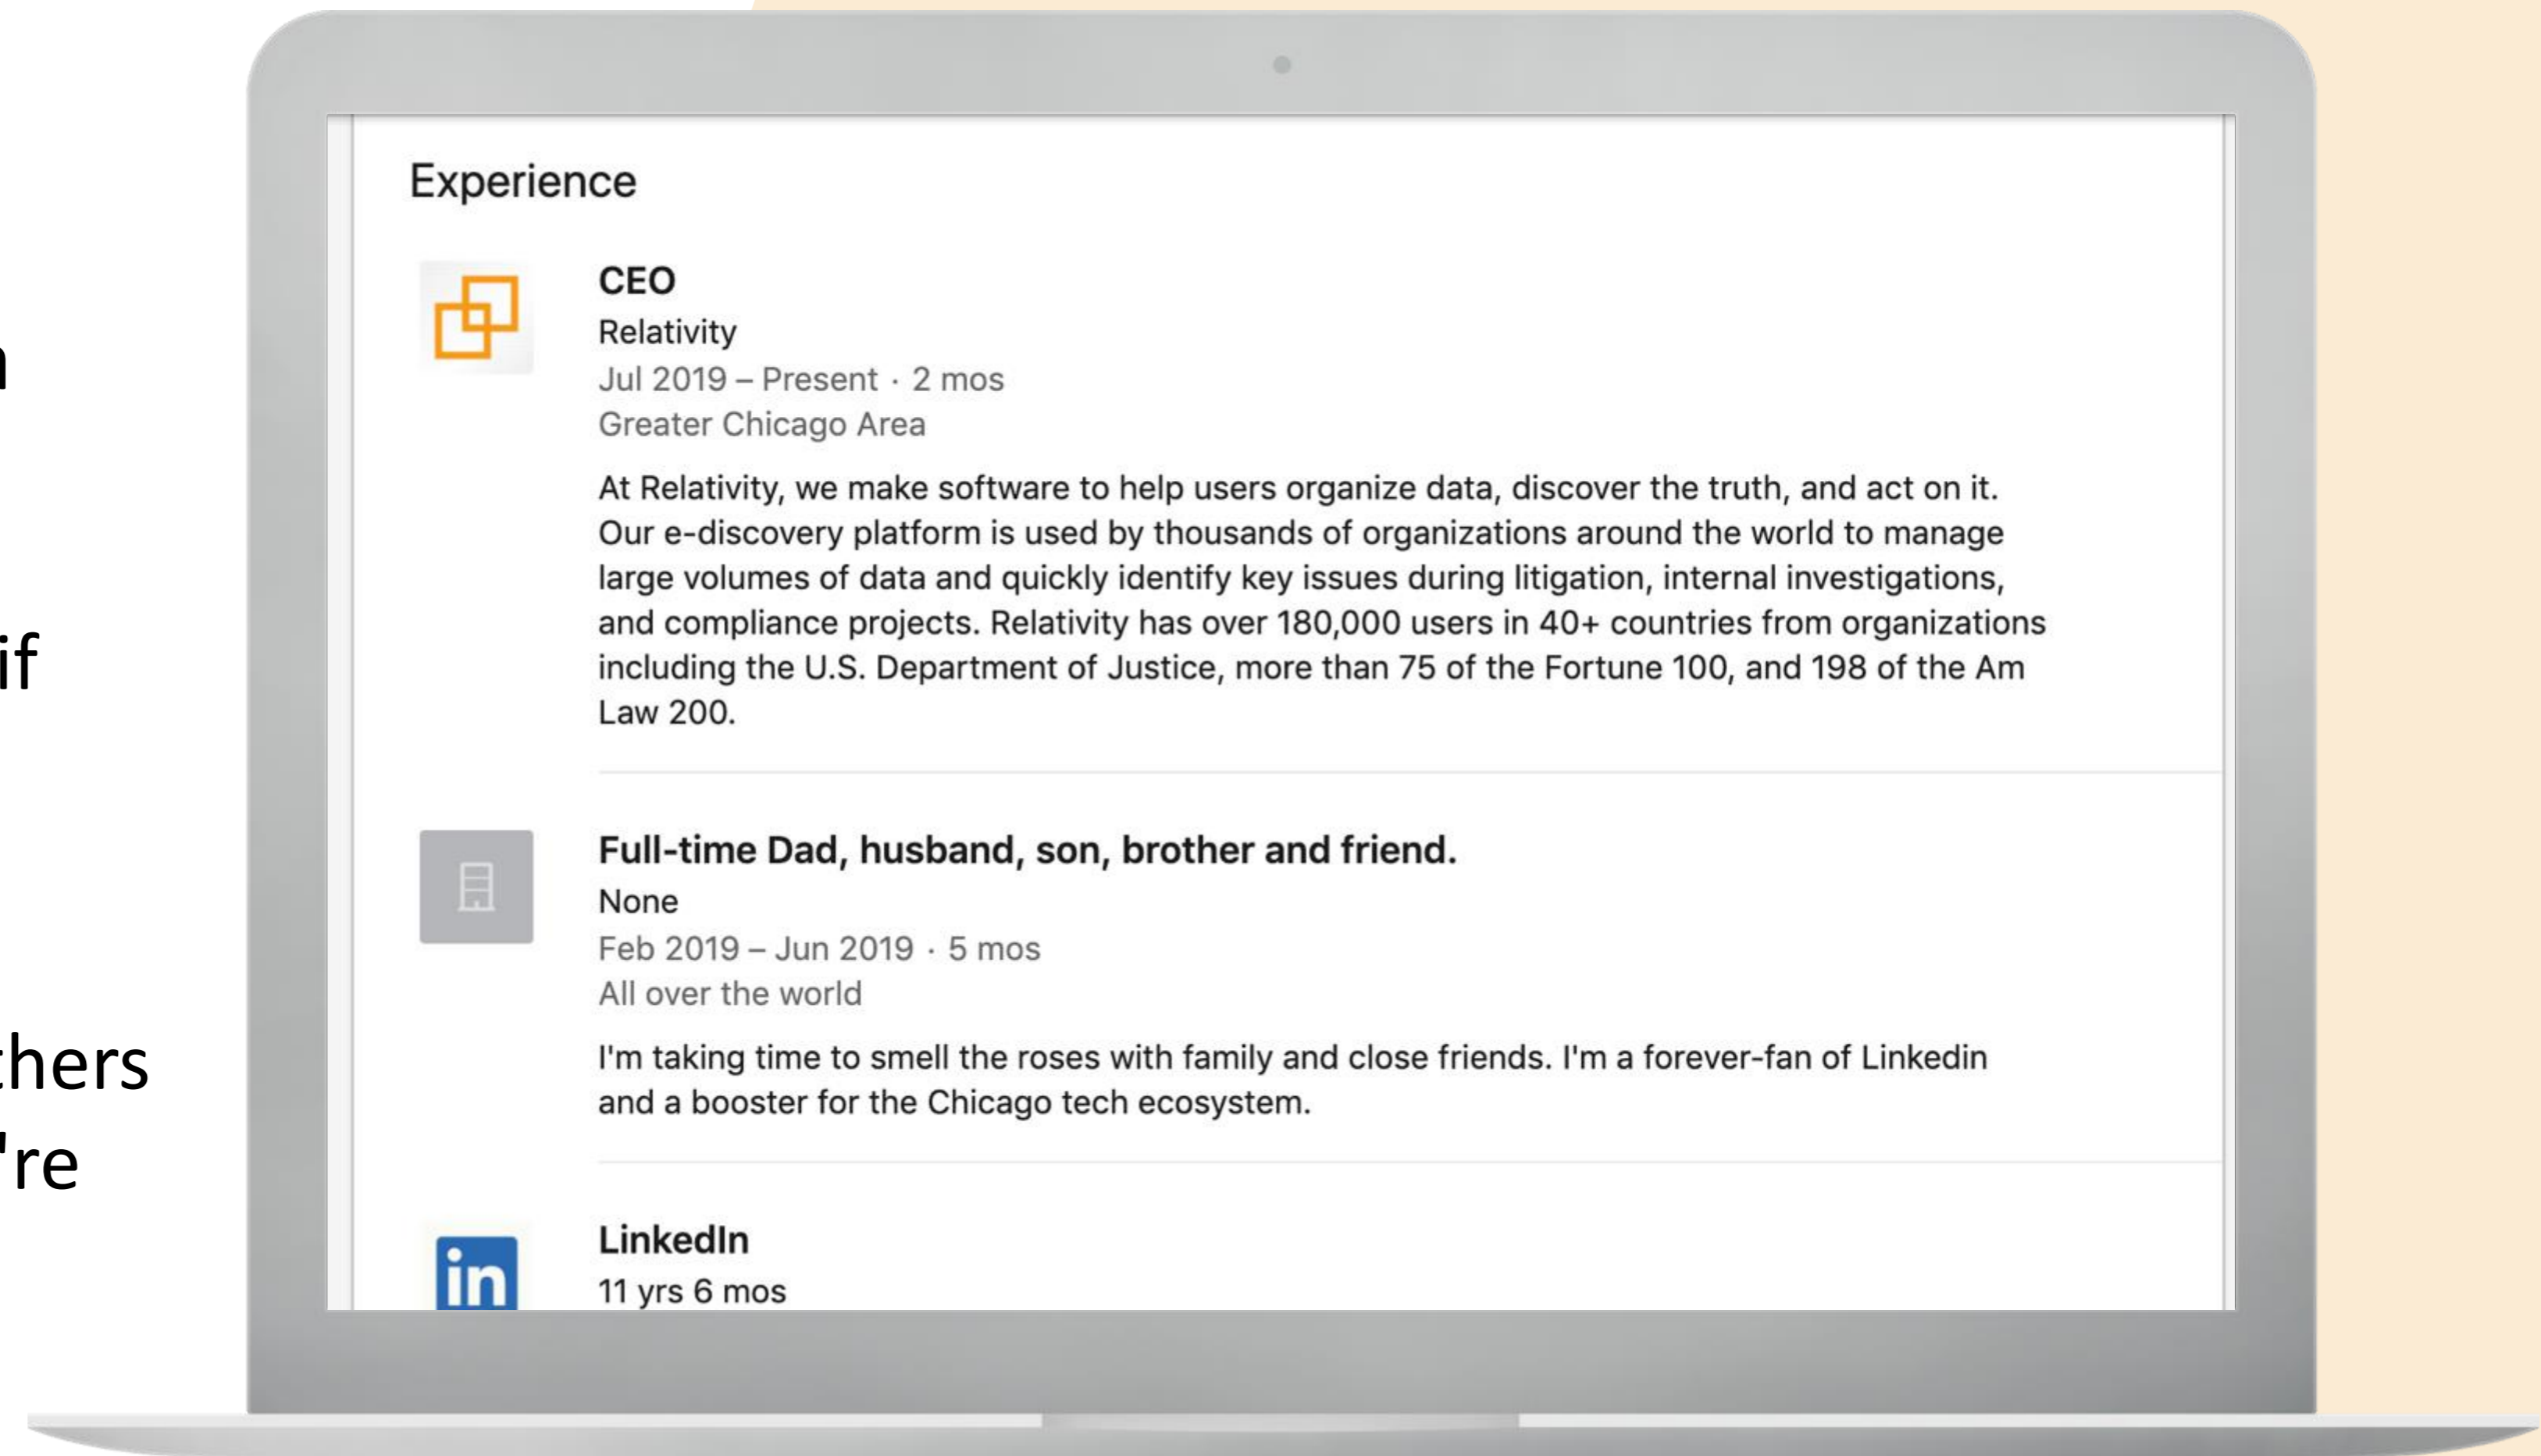 if
thers
're
Experience
CEO
Relativity
Jul 2019 – Present · 2 mos
Greater Chicago Area
At Relativity, we make software to help users organize data, discover the truth, and act on it.
Our e-discovery platform is used by thousands of organizations around the world to manage
large volumes of data and quickly identify key issues during litigation, internal investigations,
and compliance projects. Relativity has over 180,000 users in 40+ countries from organizations
including the U.S. Department of Justice, more than 75 of the Fortune 100, and 198 of the Am
Law 200.
Full-time Dad, husband, son, brother and friend.
None
Feb 2019 – Jun 2019 · 5 mos
All over the world
I'm taking time to smell the roses with family and close friends. I'm a forever-fan of Linkedin
and a booster for the Chicago tech ecosystem.
in
LinkedIn
11 yrs 6 mos